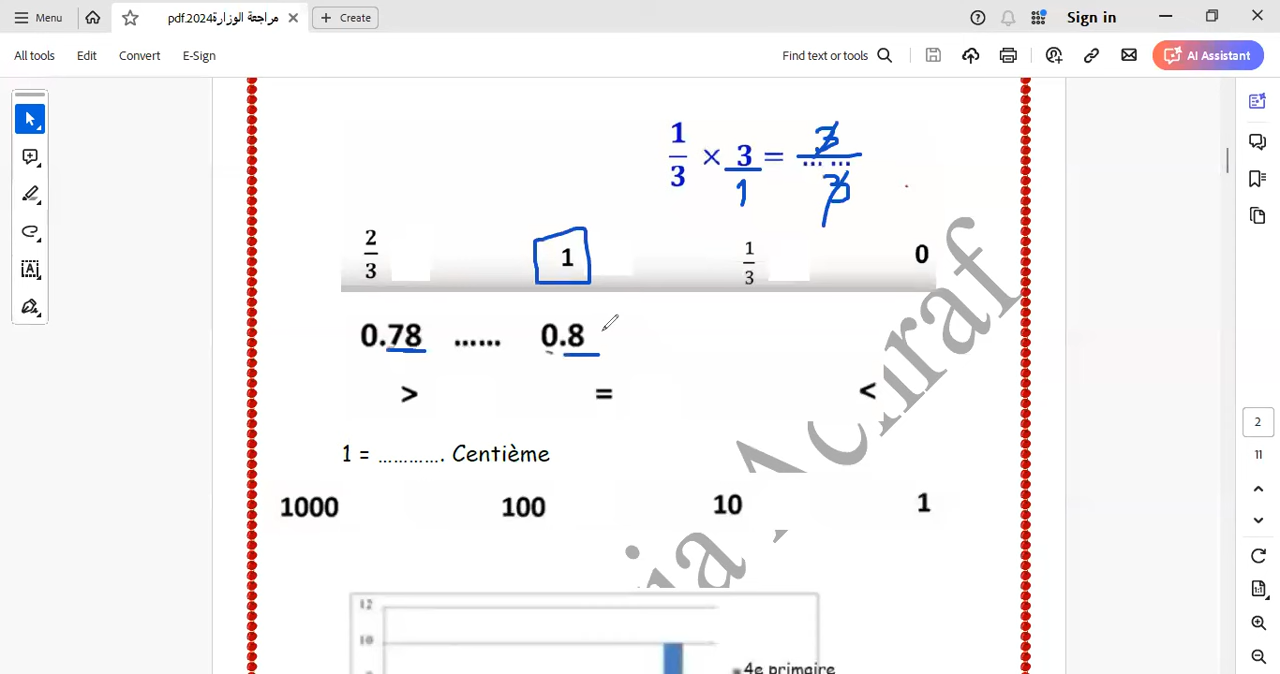 Menu
مراجعة الوزارة2024.pdf
Create
Sign in
All tools Edit Convert E-Sign
Find text or tools
AI Assistant
1/3 × 3/1 = 3/3
... ...
2/3 1 1/3 0
0.78 ...... 0.8
> = <
1 = ............. Centième
1000 100 10 1
12
10
4e primaire
2
11